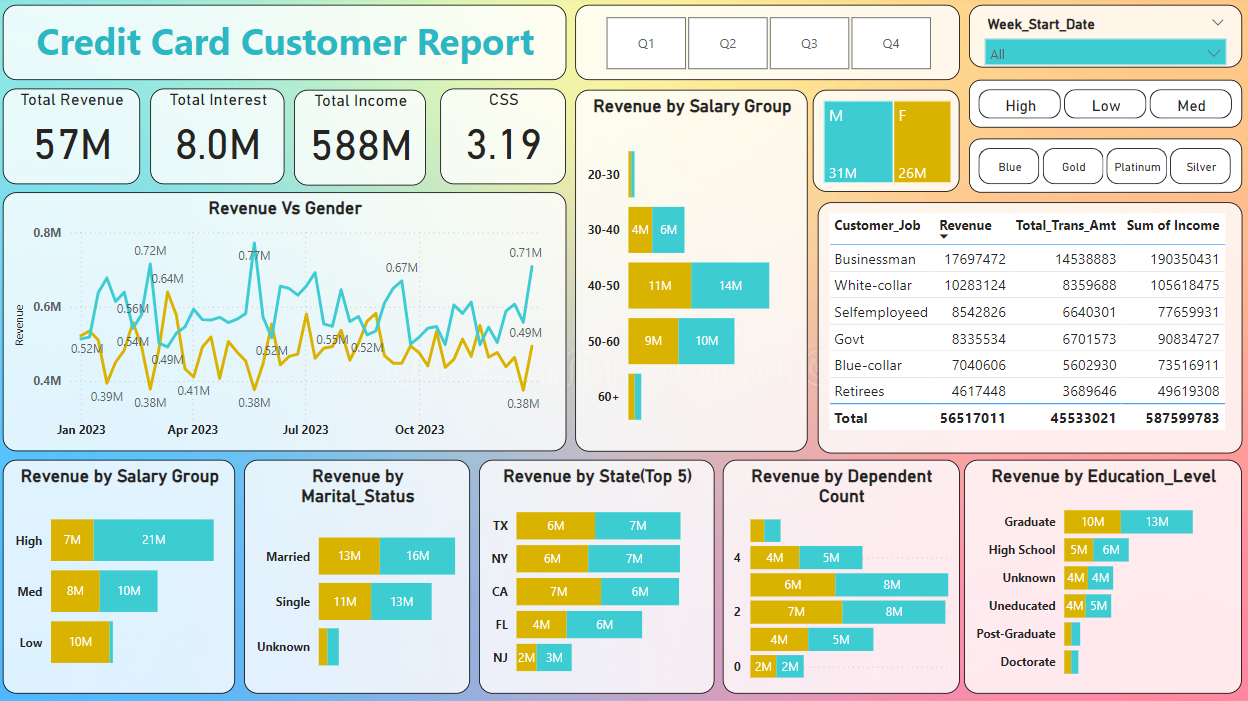 Credit Card Customer Report
Q1 Q2 Q3 Q4
Week_Start_Date
All
High Low Med
Blue Gold Platinum Silver
Total Revenue
57M
Total Interest
8.0M
Total Income
588M
CSS
3.19
Revenue by Salary Group
20-30
30-40 4M 6M
40-50 11M 14M
50-60 9M 10M
60+
M
31M
F
26M
Revenue Vs Gender
Revenue
0.8M
0.6M
0.4M
0.72M
0.77M
0.67M
0.71M
0.64M
0.56M
0.54M
0.52M
0.49M
0.52M
0.55M
0.52M
0.49M
0.39M
0.38M
0.41M
0.38M
0.38M
Jan 2023 Apr 2023 Jul 2023 Oct 2023
Customer_Job Revenue Total_Trans_Amt Sum of Income
Businessman 17697472 14538883 190350431
White-collar 10283124 8359688 105618475
Selfemployeed 8542826 6640301 77659931
Govt 8335534 6701573 90834727
Blue-collar 7040606 5602930 73516911
Retirees 4617448 3689646 49619308
Total 56517011 45533021 587599783
Revenue by Salary Group
High 7M 21M
Med 8M 10M
Low 10M
Revenue by
Marital_Status
Married 13M 16M
Single 11M 13M
Unknown
Revenue by State(Top 5)
TX 6M 7M
NY 6M 7M
CA 7M 6M
FL 4M 6M
NJ 2M 3M
Revenue by Dependent
Count
4 4M 5M
6M 8M
2 7M 8M
4M 5M
0 2M 2M
Revenue by Education_Level
Graduate 10M 13M
High School 5M 6M
Unknown 4M 4M
Uneducated 4M 5M
Post-Graduate
Doctorate